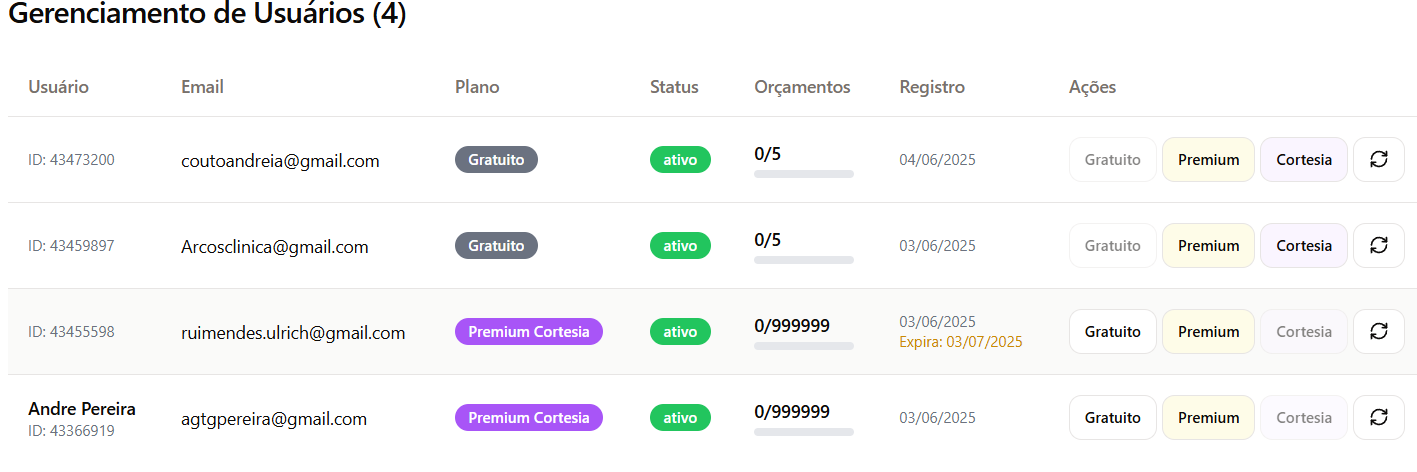 Gerenciamento de Usuários (4)
Usuário Email Plano Status Orçamentos Registro Ações
ID: 43473200 coutoandreia@gmail.com Gratuito ativo 0/5 04/06/2025 Gratuito Premium Cortesia
ID: 43459897 Arcosclinica@gmail.com Gratuito ativo 0/5 03/06/2025 Gratuito Premium Cortesia
ID: 43455598 ruimendes.ulrich@gmail.com Premium Cortesia ativo 0/999999 03/06/2025 Gratuito Premium Cortesia
Expira: 03/07/2025
Andre Pereira
ID: 43366919 agtgpereira@gmail.com Premium Cortesia ativo 0/999999 03/06/2025 Gratuito Premium Cortesia